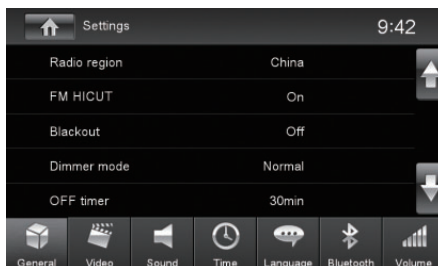 Settings 9:42
Radio region China
FM HICUT On
Blackout Off
Dimmer mode Normal
OFF timer 30min
General Video Sound Time Language Bluetooth Volume